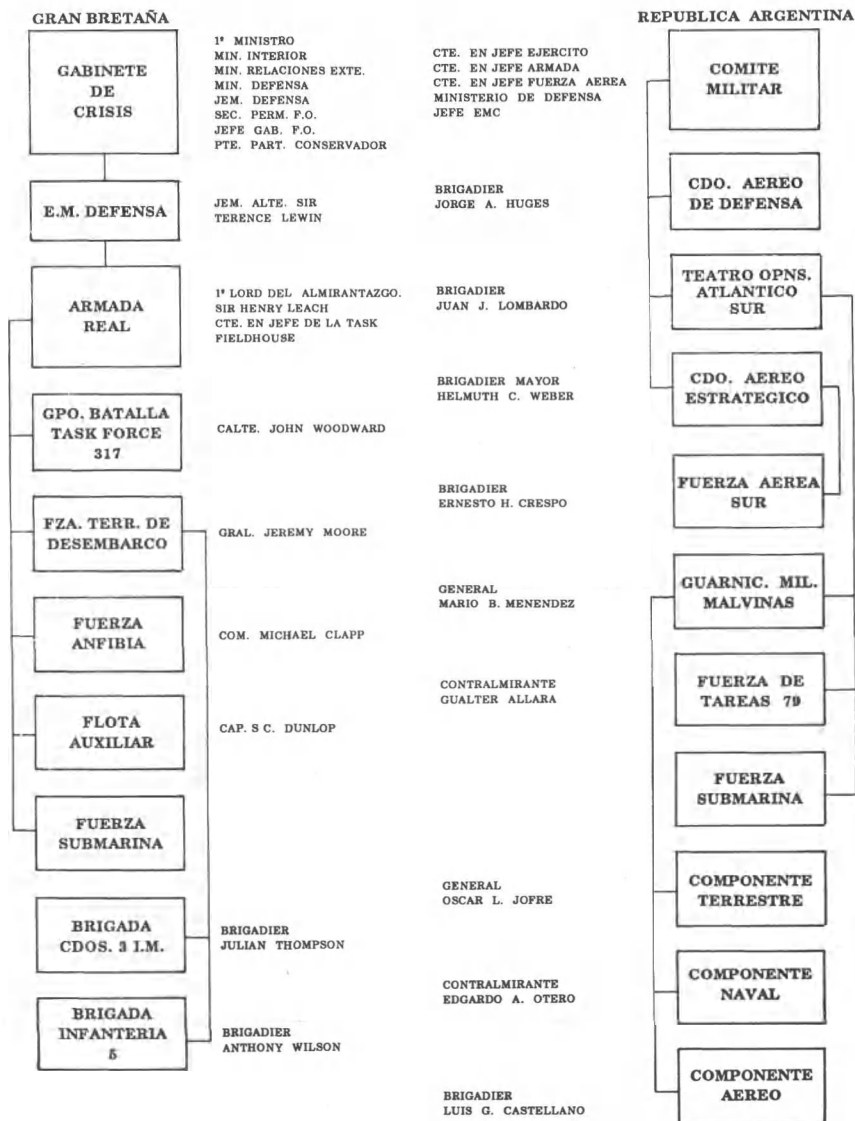 GRAN BRETAÑA
GABINETE
DE
CRISIS
1º MINISTRO
MIN. INTERIOR
MIN. RELACIONES EXTE.
MIN. DEFENSA
JEM. DEFENSA
SEC. PERM. F.O.
JEFE GAB. F.O.
PTE. PART. CONSERVADOR
E.M. DEFENSA
JEM. ALTE. SIR
TERENCE LEWIN
ARMADA
REAL
1º LORD DEL ALMIRANTAZGO.
SIR HENRY LEACH
CTE. EN JEFE DE LA TASK
FIELDHOUSE
GPO. BATALLA
TASK FORCE
317
CALTE. JOHN WOODWARD
FZA. TERR. DE
DESEMBARCO
GRAL. JEREMY MOORE
FUERZA
ANFIBIA
COM. MICHAEL CLAPP
FLOTA
AUXILIAR
CAP. S C. DUNLOP
FUERZA
SUBMARINA
BRIGADA
CDOS. 3 I.M.
BRIGADIER
JULIAN THOMPSON
BRIGADA
INFANTERIA
5
BRIGADIER
ANTHONY WILSON
REPUBLICA ARGENTINA
CTE. EN JEFE EJERCITO
CTE. EN JEFE ARMADA
CTE. EN JEFE FUERZA AEREA
MINISTERIO DE DEFENSA
JEFE EMC
COMITE
MILITAR
BRIGADIER
JORGE A. HUGES
CDO. AEREO
DE DEFENSA
BRIGADIER
JUAN J. LOMBARDO
TEATRO OPNS.
ATLANTICO
SUR
BRIGADIER MAYOR
HELMUTH C. WEBER
CDO. AEREO
ESTRATEGICO
BRIGADIER
ERNESTO H. CRESPO
FUERZA AEREA
SUR
GENERAL
MARIO B. MENENDEZ
GUARNIC. MIL.
MALVINAS
CONTRALMIRANTE
GUALTER ALLARA
FUERZA DE
TAREAS 79
FUERZA
SUBMARINA
GENERAL
OSCAR L. JOFRE
COMPONENTE
TERRESTRE
CONTRALMIRANTE
EDGARDO A. OTERO
COMPONENTE
NAVAL
BRIGADIER
LUIS G. CASTELLANO
COMPONENTE
AEREO